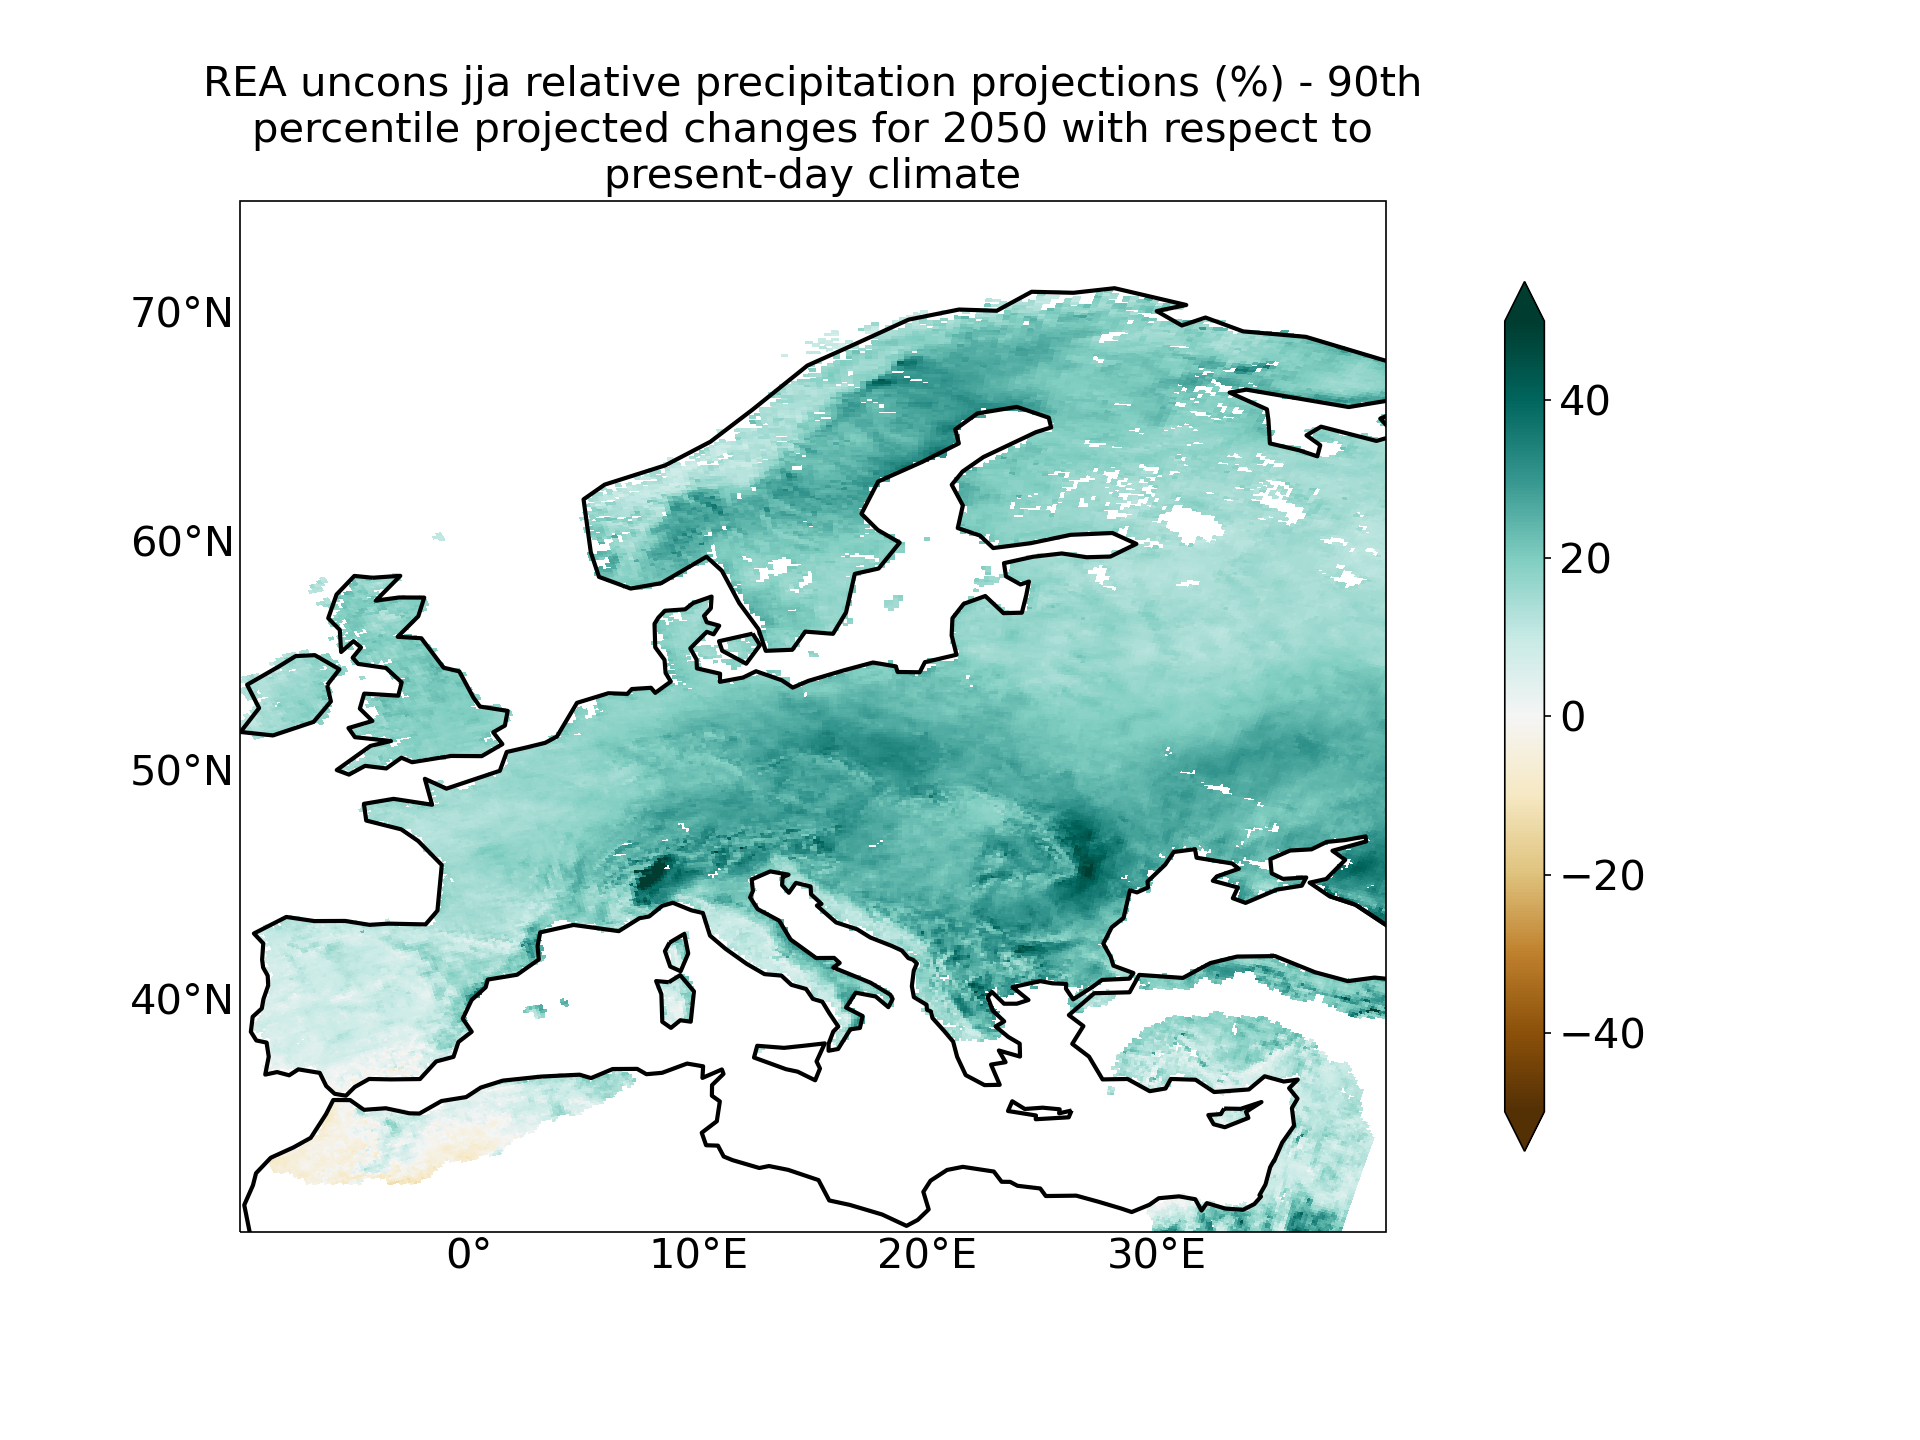 REA uncons jja relative precipitation projections (%) - 90th
percentile projected changes for 2050 with respect to
present-day climate
70°N
60°N
50°N
40°N
0°
10°E
20°E
30°E
40
20
0
−20
−40